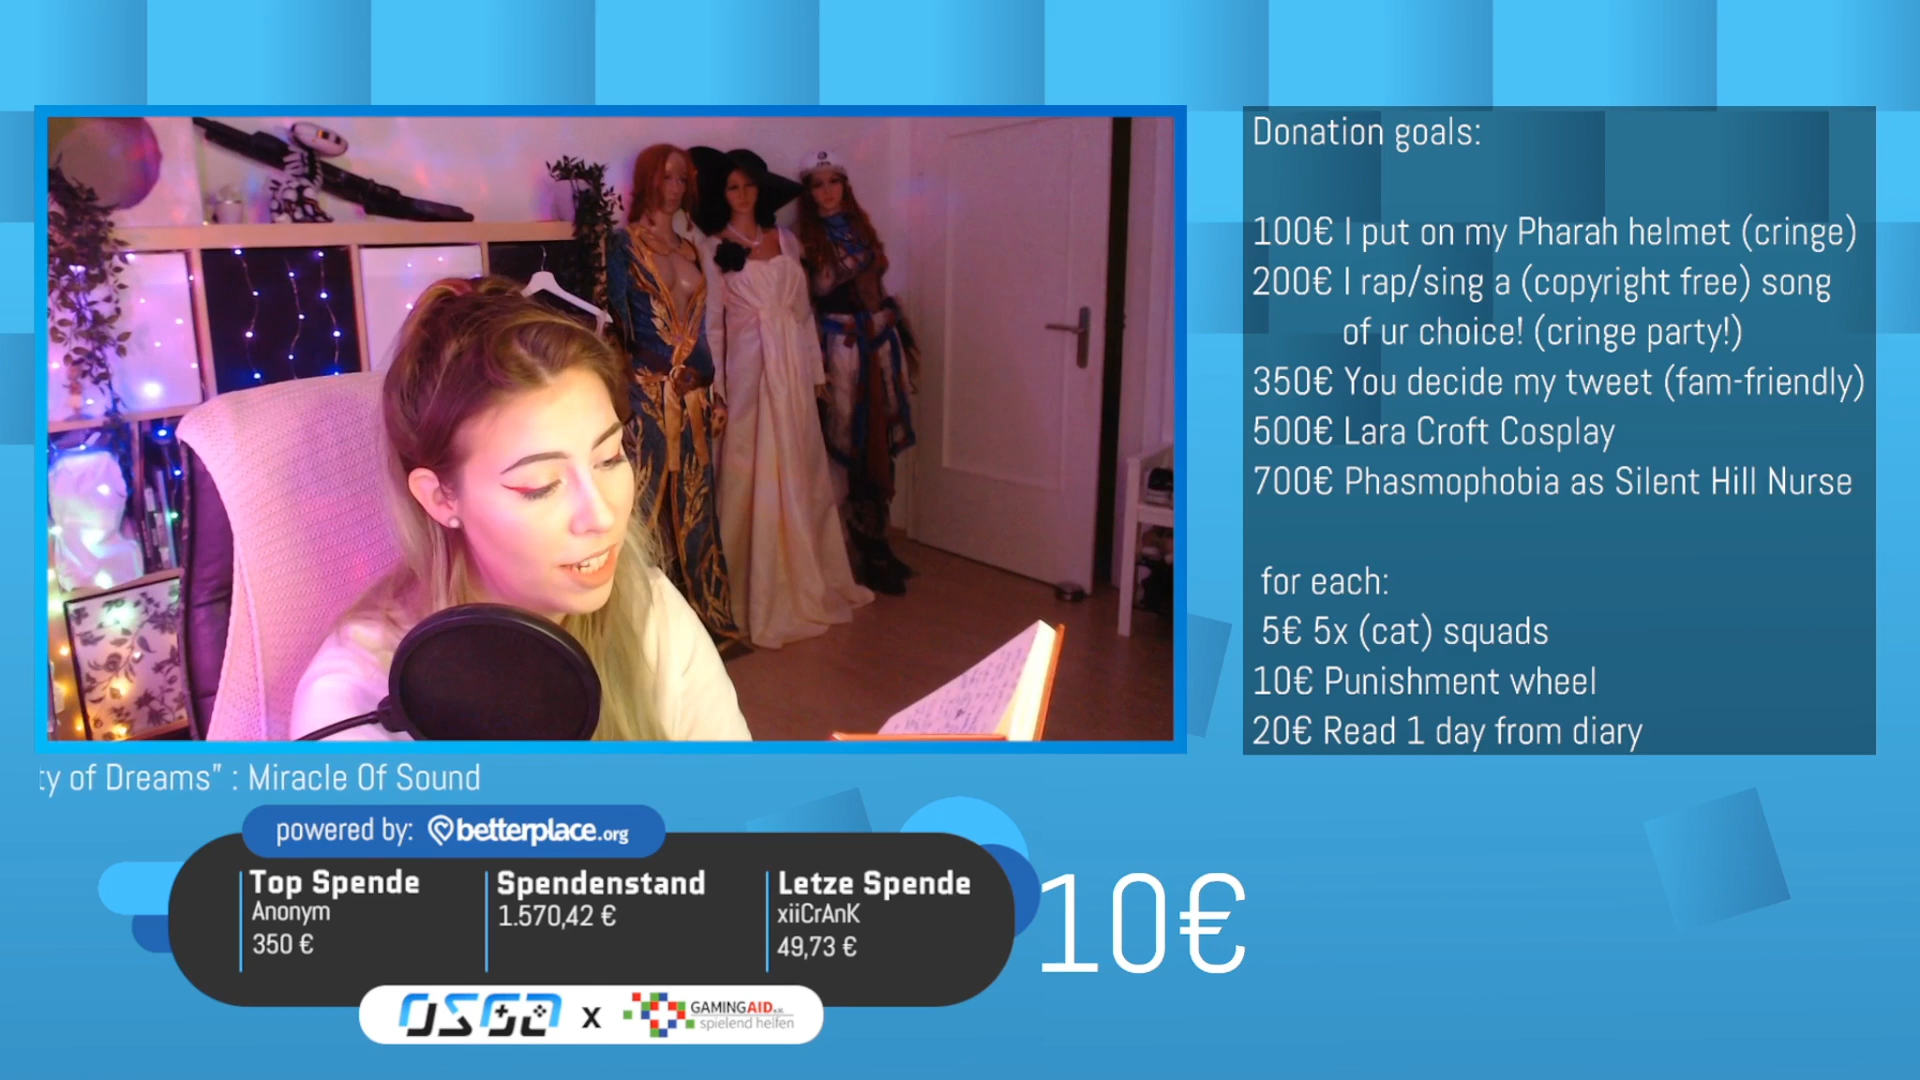 Donation goals:
100€ I put on my Pharah helmet (cringe)
200€ I rap/sing a (copyright free) song
of ur choice! (cringe party!)
350€ You decide my tweet (fam-friendly)
500€ Lara Croft Cosplay
700€ Phasmophobia as Silent Hill Nurse
for each:
5€ 5x (cat) squads
10€ Punishment wheel
20€ Read 1 day from diary
ty of Dreams" : Miracle Of Sound
powered by: betterplace.org
Top Spende
Anonym
350 €
Spendenstand
1.570,42 €
Letze Spende
xiiCrAnK
49,73 €
10€
x
GAMINGAID e.V.
spielend helfen